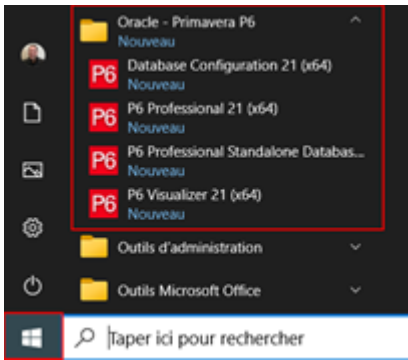 Oracle - Primavera P6
Nouveau
P6 Database Configuration 21 (x64)
Nouveau
P6 P6 Professional 21 (x64)
Nouveau
P6 P6 Professional Standalone Databas...
Nouveau
P6 P6 Visualizer 21 (x64)
Nouveau
Outils d'administration
Outils Microsoft Office
Taper ici pour rechercher